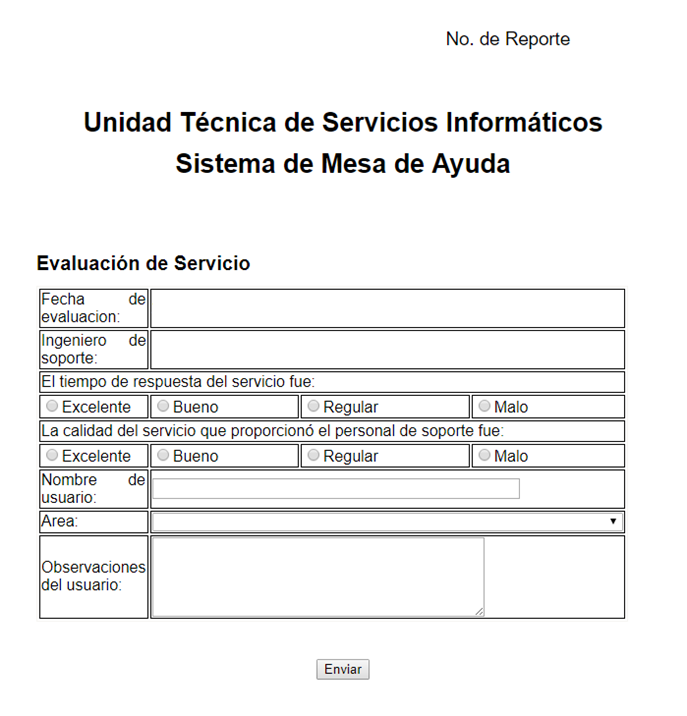 No. de Reporte
Unidad Técnica de Servicios Informáticos
Sistema de Mesa de Ayuda
Evaluación de Servicio
Fecha de
evaluacion:
Ingeniero de
soporte:
El tiempo de respuesta del servicio fue:
Excelente Bueno Regular Malo
La calidad del servicio que proporcionó el personal de soporte fue:
Excelente Bueno Regular Malo
Nombre de
usuario:
Area:
Observaciones
del usuario:
Enviar